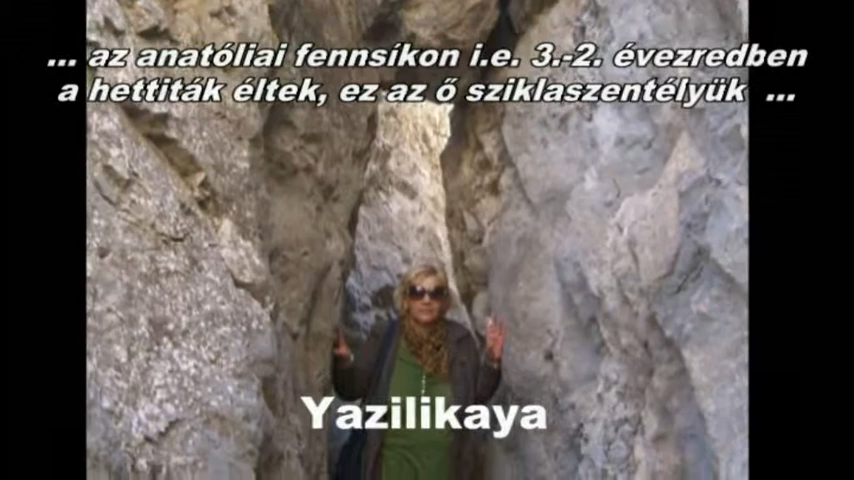 ... az anatóliai fennsíkon i.e. 3.-2. évezredben
a hettiták éltek, ez az ő sziklaszentélyük ...
Yazilikaya